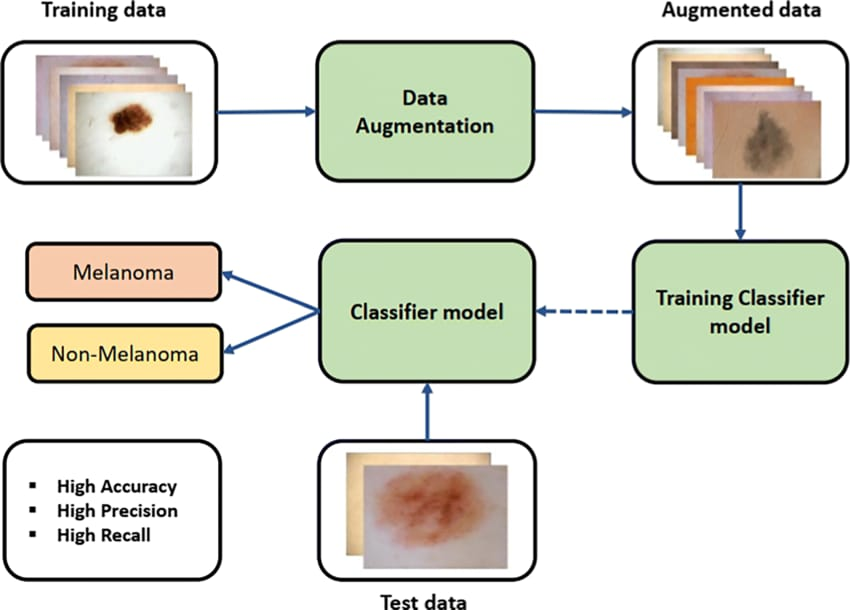 Training data
Augmented data
Data
Augmentation
Melanoma
Non-Melanoma
Classifier model
Training Classifier
model
▪ High Accuracy
▪ High Precision
▪ High Recall
Test data